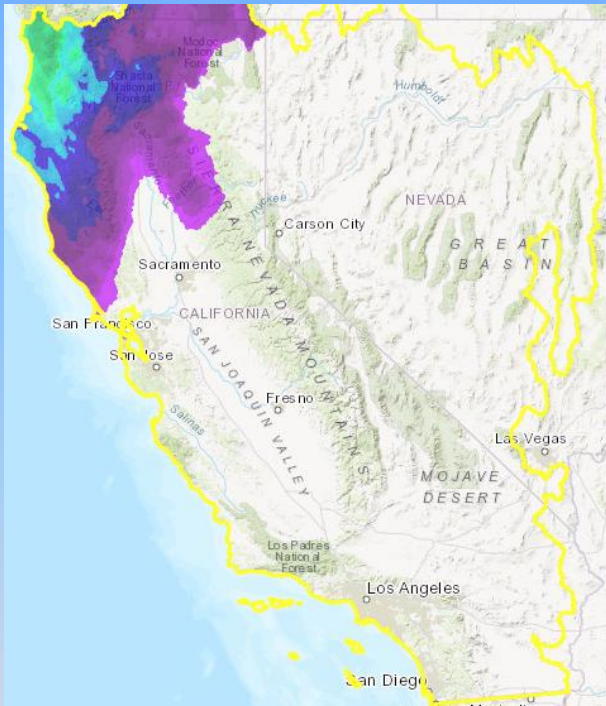 Modoc
National
Forest
Shasta
National
Forest
Humboldt
Sacramento
Feather
Truckee
NEVADA
Carson City
GREAT
BASIN
SIERRA NEVADA MOUNTAINS
Sacramento
CALIFORNIA
San Francisco
San Jose
SAN JOAQUIN VALLEY
Fresno
Salinas
Las Vegas
MOJAVE
DESERT
Los Padres
National
Forest
Los Angeles
San Diego